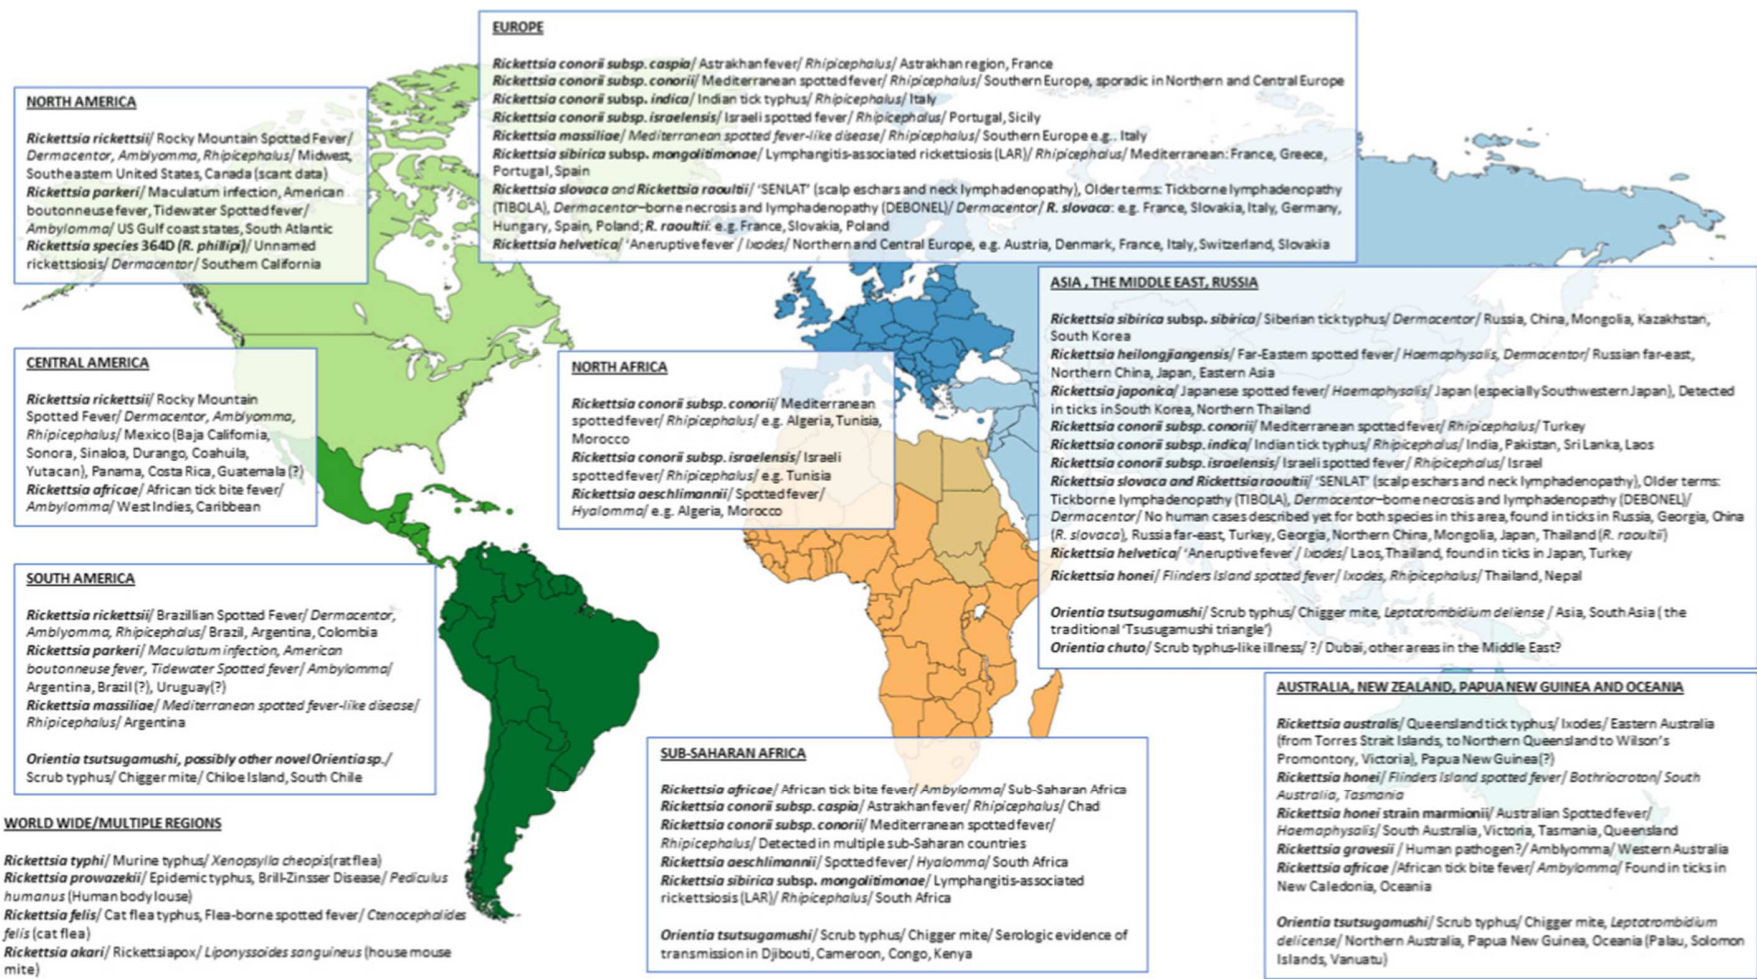 EUROPE
Rickettsia conorii subsp. caspia/ Astrakhan fever/ Rhipicephalus/ Astrakhan region, France
Rickettsia conorii subsp. conorii/ Mediterranean spotted fever/ Rhipicephalus/ Southern Europe, sporadic in Northern and Central Europe
Rickettsia conorii subsp. indica/ Indian tick typhus/ Rhipicephalus/ Italy
Rickettsia conorii subsp. israelensis/ Israeli spotted fever/ Rhipicephalus/ Portugal, Sicily
Rickettsia massiliae/ Mediterranean spotted fever-like disease/ Rhipicephalus/ Southern Europe e.g.. Italy
Rickettsia sibirica subsp. mongolitimonae/ Lymphangitis-associated rickettsiosis (LAR)/ Rhipicephalus/ Mediterranean: France, Greece,
Portugal, Spain
Rickettsia slovaca and Rickettsia raoultii/ 'SENLAT' (scalp eschars and neck lymphadenopathy), Older terms: Tickborne lymphadenopathy
(TIBOLA), Dermacentor–borne necrosis and lymphadenopathy (DEBONEL)/ Dermacentor/ R. slovaca: e.g. France, Slovakia, Italy, Germany,
Hungary, Spain, Poland; R. raoultii: e.g. France, Slovakia, Poland
Rickettsia helvetica/ 'Aneruptive fever'/ Ixodes/ Northern and Central Europe, e.g. Austria, Denmark, France, Italy, Switzerland, Slovakia
NORTH AMERICA
Rickettsia rickettsii/ Rocky Mountain Spotted Fever/
Dermacentor, Amblyomma, Rhipicephalus/ Midwest,
Southeastern United States, Canada (scant data)
Rickettsia parkeri/ Maculatum infection, American
boutonneuse fever, Tidewater Spotted fever/
Ambylomma/ US Gulf coast states, South Atlantic
Rickettsia species 364D (R. phillipi)/ Unnamed
rickettsiosis/ Dermacentor/ Southern California
CENTRAL AMERICA
Rickettsia rickettsii/ Rocky Mountain
Spotted Fever/ Dermacentor, Amblyomma,
Rhipicephalus/ Mexico (Baja California,
Sonora, Sinaloa, Durango, Coahuila,
Yutacan), Panama, Costa Rica, Guatemala (?)
Rickettsia africae/ African tick bite fever/
Ambylomma/ West Indies, Caribbean
NORTH AFRICA
Rickettsia conorii subsp. conorii/ Mediterranean
spotted fever/ Rhipicephalus/ e.g. Algeria, Tunisia,
Morocco
Rickettsia conorii subsp. israelensis/ Israeli
spotted fever/ Rhipicephalus/ e.g. Tunisia
Rickettsia aeschlimannii/ Spotted fever/
Hyalomma/ e.g. Algeria, Morocco
ASIA , THE MIDDLE EAST, RUSSIA
Rickettsia sibirica subsp. sibirica/ Siberian tick typhus/ Dermacentor/ Russia, China, Mongolia, Kazakhstan,
South Korea
Rickettsia heilongjiangensis/ Far-Eastern spotted fever/ Haemaphysalis, Dermacentor/ Russian far-east,
Northern China, Japan, Eastern Asia
Rickettsia japonica/ Japanese spotted fever/ Haemaphysalis/ Japan (especially Southwestern Japan), Detected
in ticks in South Korea, Northern Thailand
Rickettsia conorii subsp. conorii/ Mediterranean spotted fever/ Rhipicephalus/ Turkey
Rickettsia conorii subsp. indica/ Indian tick typhus/ Rhipicephalus/ India, Pakistan, Sri Lanka, Laos
Rickettsia conorii subsp. israelensis/ Israeli spotted fever/ Rhipicephalus/ Israel
Rickettsia slovaca and Rickettsia raoultii/ 'SENLAT' (scalp eschars and neck lymphadenopathy), Older terms:
Tickborne lymphadenopathy (TIBOLA), Dermacentor–borne necrosis and lymphadenopathy (DEBONEL)/
Dermacentor/ No human cases described yet for both species in this area, found in ticks in Russia, Georgia, China
(R. slovaca), Russia far-east, Turkey, Georgia, Northern China, Mongolia, Japan, Thailand (R. raoultii)
Rickettsia helvetica/ 'Aneruptive fever'/ Ixodes/ Laos, Thailand, found in ticks in Japan, Turkey
Rickettsia honei/ Flinders Island spotted fever/ Ixodes, Rhipicephalus/ Thailand, Nepal
Orientia tsutsugamushi/ Scrub typhus/ Chigger mite, Leptotrombidium deliense / Asia, South Asia ( the
traditional 'Tsusugamushi triangle')
Orientia chuto/ Scrub typhus-like illness/ ?/ Dubai, other areas in the Middle East?
SOUTH AMERICA
Rickettsia rickettsii/ Brazillian Spotted Fever/ Dermacentor,
Amblyomma, Rhipicephalus/ Brazil, Argentina, Colombia
Rickettsia parkeri/ Maculatum infection, American
boutonneuse fever, Tidewater Spotted fever/ Ambylomma/
Argentina, Brazil (?), Uruguay(?)
Rickettsia massiliae/ Mediterranean spotted fever-like disease/
Rhipicephalus/ Argentina
Orientia tsutsugamushi, possibly other novel Orientia sp./
Scrub typhus/ Chigger mite/ Chiloe Island, South Chile
WORLD WIDE/MULTIPLE REGIONS
Rickettsia typhi/ Murine typhus/ Xenopsylla cheopis(rat flea)
Rickettsia prowazekii/ Epidemic typhus, Brill-Zinsser Disease/ Pediculus
humanus (Human body louse)
Rickettsia felis/ Cat flea typhus, Flea-borne spotted fever/ Ctenocephalides
felis (cat flea)
Rickettsia akari/ Rickettsiapox/ Liponyssoides sanguineus (house mouse
mite)
SUB-SAHARAN AFRICA
Rickettsia africae/ African tick bite fever/ Ambylomma/ Sub-Saharan Africa
Rickettsia conorii subsp. caspia/ Astrakhan fever/ Rhipicephalus/ Chad
Rickettsia conorii subsp. conorii/ Mediterranean spotted fever/
Rhipicephalus/ Detected in multiple sub-Saharan countries
Rickettsia aeschlimannii/ Spotted fever/ Hyalomma/ South Africa
Rickettsia sibirica subsp. mongolitimonae/ Lymphangitis-associated
rickettsiosis (LAR)/ Rhipicephalus/ South Africa
Orientia tsutsugamushi/ Scrub typhus/ Chigger mite/ Serologic evidence of
transmission in Djibouti, Cameroon, Congo, Kenya
AUSTRALIA, NEW ZEALAND, PAPUA NEW GUINEA AND OCEANIA
Rickettsia australis/ Queensland tick typhus/ Ixodes/ Eastern Australia
(from Torres Strait Islands, to Northern Queensland to Wilson's
Promontory, Victoria), Papua New Guinea(?)
Rickettsia honei/ Flinders Island spotted fever/ Bothriocroton/ South
Australia, Tasmania
Rickettsia honei strain marmionii/ Australian Spotted fever/
Haemaphysalis/ South Australia, Victoria, Tasmania, Queensland
Rickettsia gravesii / Human pathogen?/ Amblyomma/ Western Australia
Rickettsia africae /African tick bite fever/ Ambylomma/ Found in ticks in
New Caledonia, Oceania
Orientia tsutsugamushi/ Scrub typhus/ Chigger mite, Leptotrombidium
delicense/ Northern Australia, Papua New Guinea, Oceania (Palau, Solomon
Islands, Vanuatu)